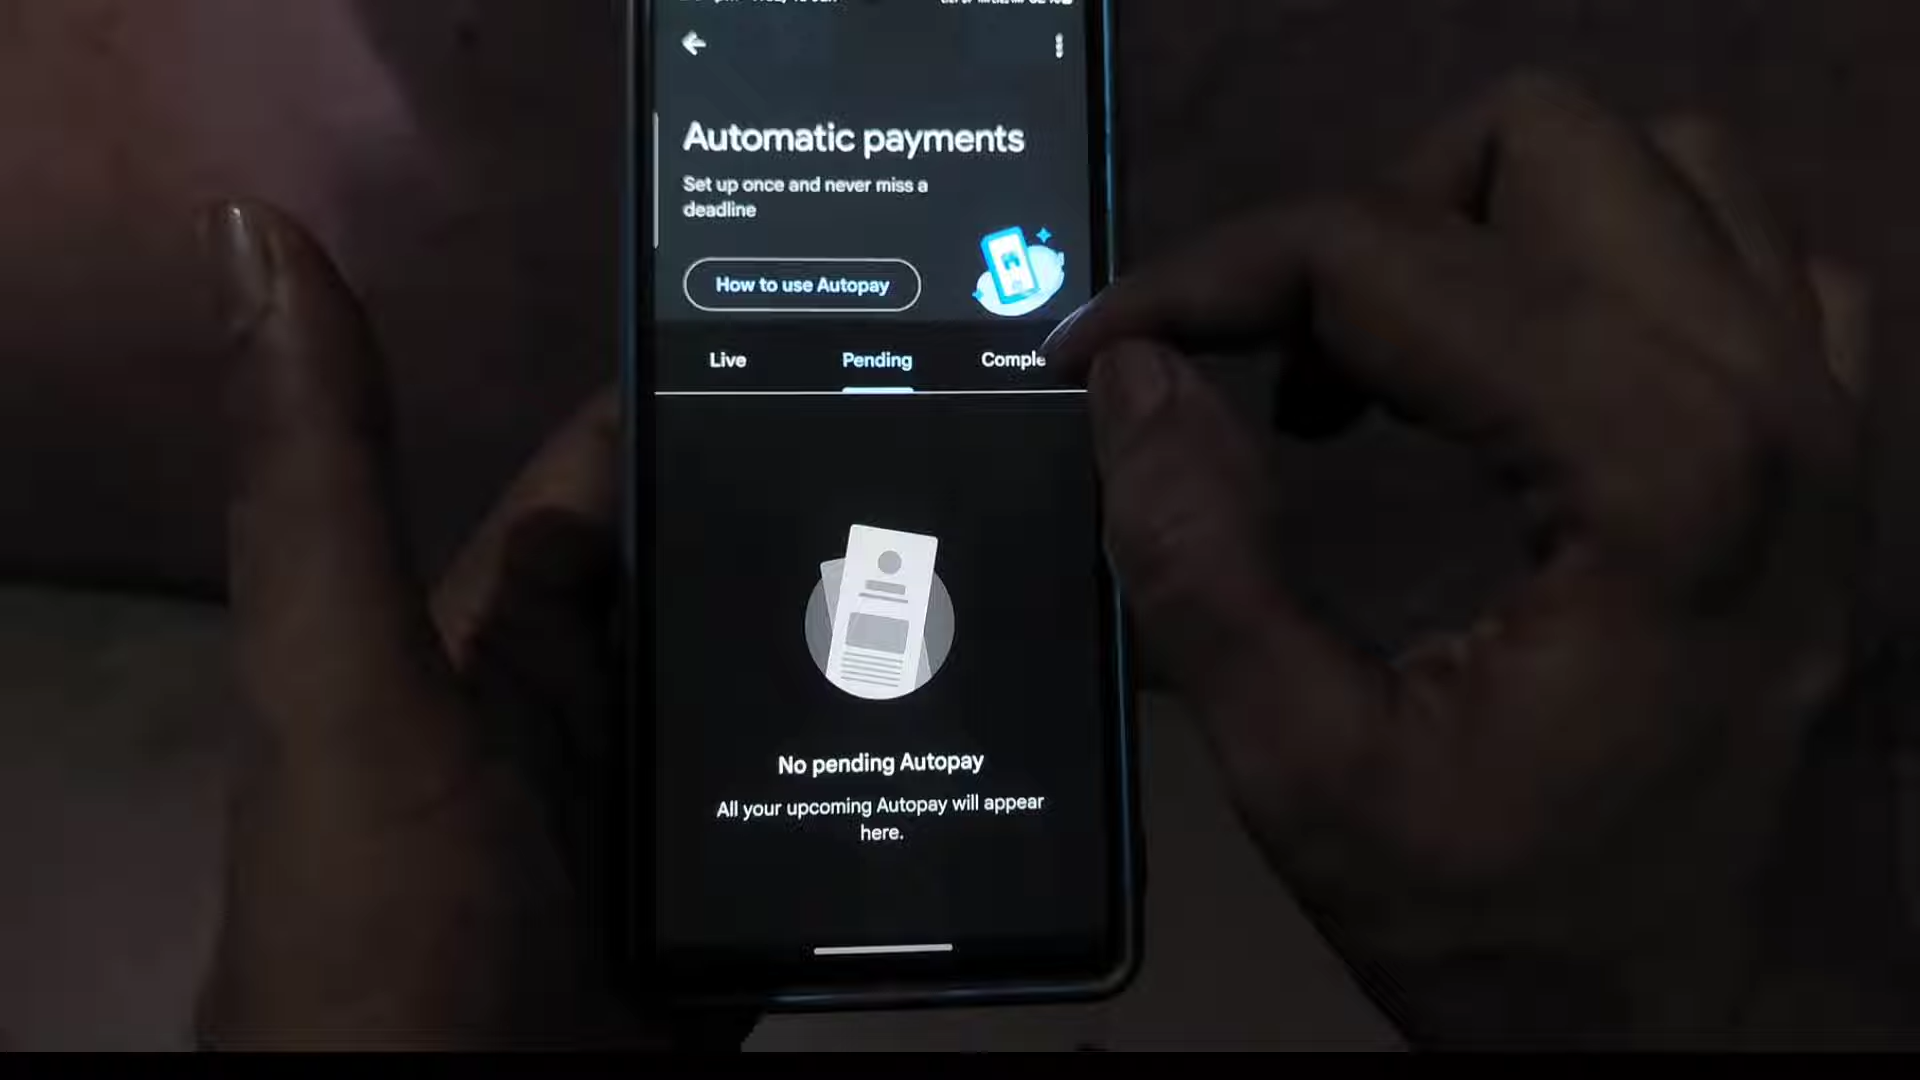 Automatic payments
Set up once and never miss a
deadline
How to use Autopay
Live
Pending
Comple
No pending Autopay
All your upcoming Autopay will appear
here.